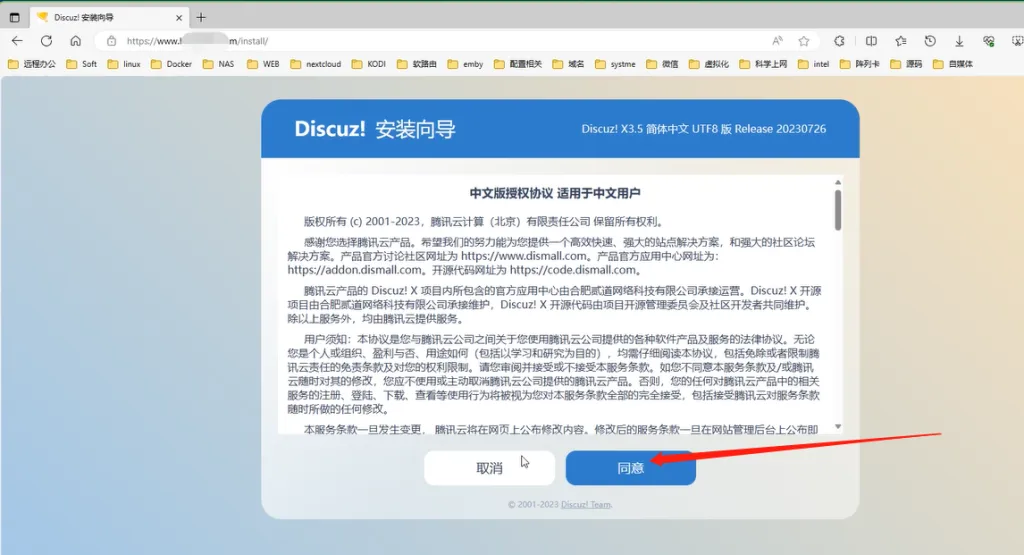 Discuz! 安装向导
https://www.
m/install/
远程办公 Soft linux Docker NAS WEB nextcloud KODI 软路由 emby 配置相关 域名 systme 微信 虚拟化 科学上网 intel 阵列卡 源码 自媒体
Discuz! 安装向导
Discuz! X3.5 简体中文 UTF8 版 Release 20230726
中文版授权协议 适用于中文用户
版权所有 (c) 2001-2023，腾讯云计算（北京）有限责任公司 保留所有权利。
感谢您选择腾讯云产品。希望我们的努力能为您提供一个高效快速、强大的站点解决方案，和强大的社区论坛
解决方案。产品官方讨论社区网址为 https://www.dismall.com。产品官方应用中心网址为：
https://addon.dismall.com。开源代码网址为 https://code.dismall.com。
腾讯云产品的 Discuz! X 项目内所包含的官方应用中心由合肥贰道网络科技有限公司承接运营。Discuz! X 开源
项目由合肥贰道网络科技有限公司承接维护，Discuz! X 开源代码由项目开源管理委员会及社区开发者共同维护。
除以上服务外，均由腾讯云提供服务。
用户须知：本协议是您与腾讯云公司之间关于您使用腾讯云公司提供的各种软件产品及服务的法律协议。无论
您是个人或组织、盈利与否、用途如何（包括以学习和研究为目的），均需仔细阅读本协议，包括免除或者限制腾
讯云责任的免责条款及对您的权利限制。请您审阅并接受或不接受本服务条款。如您不同意本服务条款及/或腾讯
云随时对其的修改，您应不使用或主动取消腾讯云公司提供的腾讯云产品。否则，您的任何对腾讯云产品中的相关
服务的注册、登陆、下载、查看等使用行为将被视为您对本服务条款全部的完全接受，包括接受腾讯云对服务条款
随时所做的任何修改。
本服务条款一旦发生变更， 腾讯云将在网页上公布修改内容。修改后的服务条款一旦在网站管理后台上公布即
取消
同意
© 2001-2023 Discuz! Team.